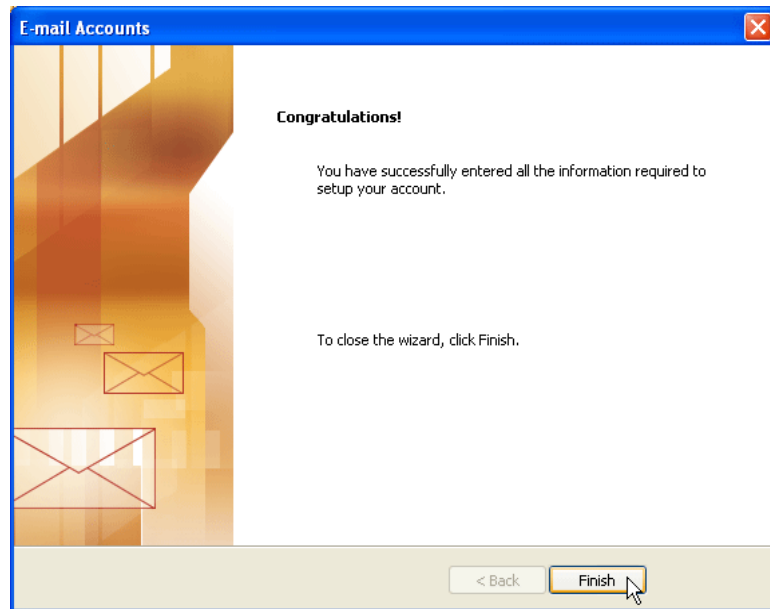 E-mail Accounts
Congratulations!
You have successfully entered all the information required to
setup your account.
To close the wizard, click Finish.
< Back
Finish